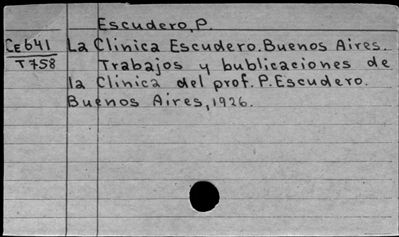 Escudero, P.
Ce641 La Clinica Escudero. Buenos Aires.
T758 Trabajos y bublicaciones de
la Clinica del prof. P. Escudero.
Buenos Aires, 1926.